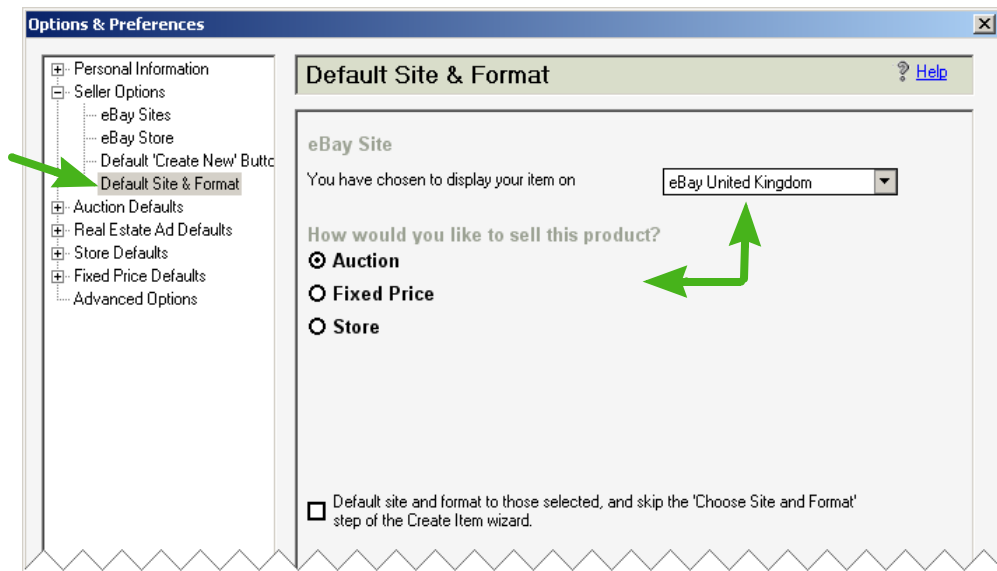 Options & Preferences
Personal Information
Seller Options
eBay Sites
eBay Store
Default 'Create New' Butto
Default Site & Format
Auction Defaults
Real Estate Ad Defaults
Store Defaults
Fixed Price Defaults
Advanced Options
Default Site & Format
? Help
eBay Site
You have chosen to display your item on
eBay United Kingdom
How would you like to sell this product?
Auction
Fixed Price
Store
Default site and format to those selected, and skip the 'Choose Site and Format'
step of the Create Item wizard.